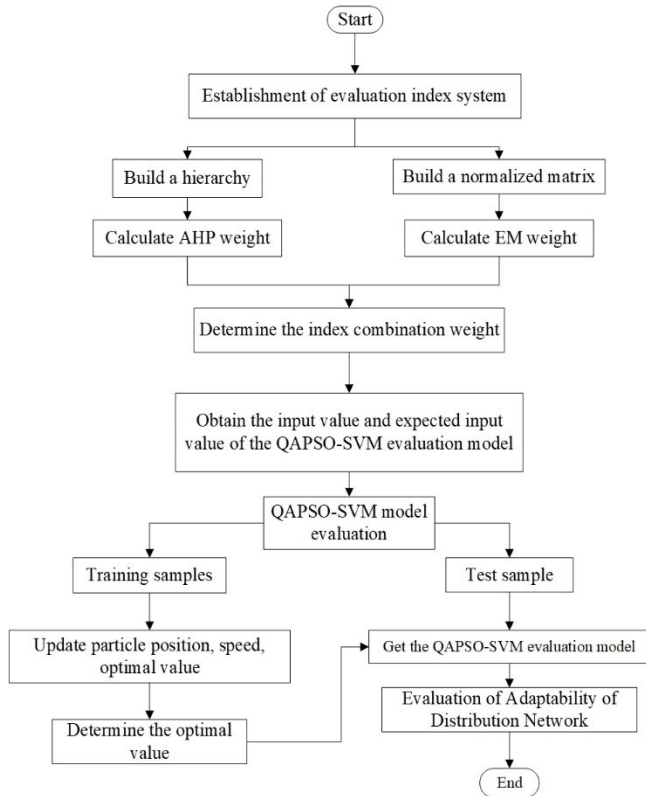 Start
Establishment of evaluation index system
Build a hierarchy
Build a normalized matrix
Calculate AHP weight
Calculate EM weight
Determine the index combination weight
Obtain the input value and expected input
value of the QAPSO-SVM evaluation model
QAPSO-SVM model
evaluation
Training samples
Test sample
Update particle position, speed,
optimal value
Get the QAPSO-SVM evaluation model
Determine the optimal
value
Evaluation of Adaptability of
Distribution Network
End